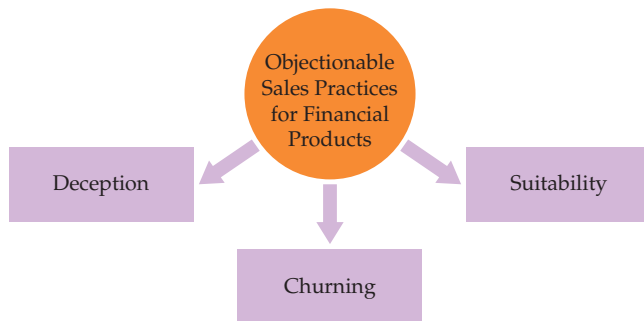 Objectionable
Sales Practices
for Financial
Products
Deception
Suitability
Churning